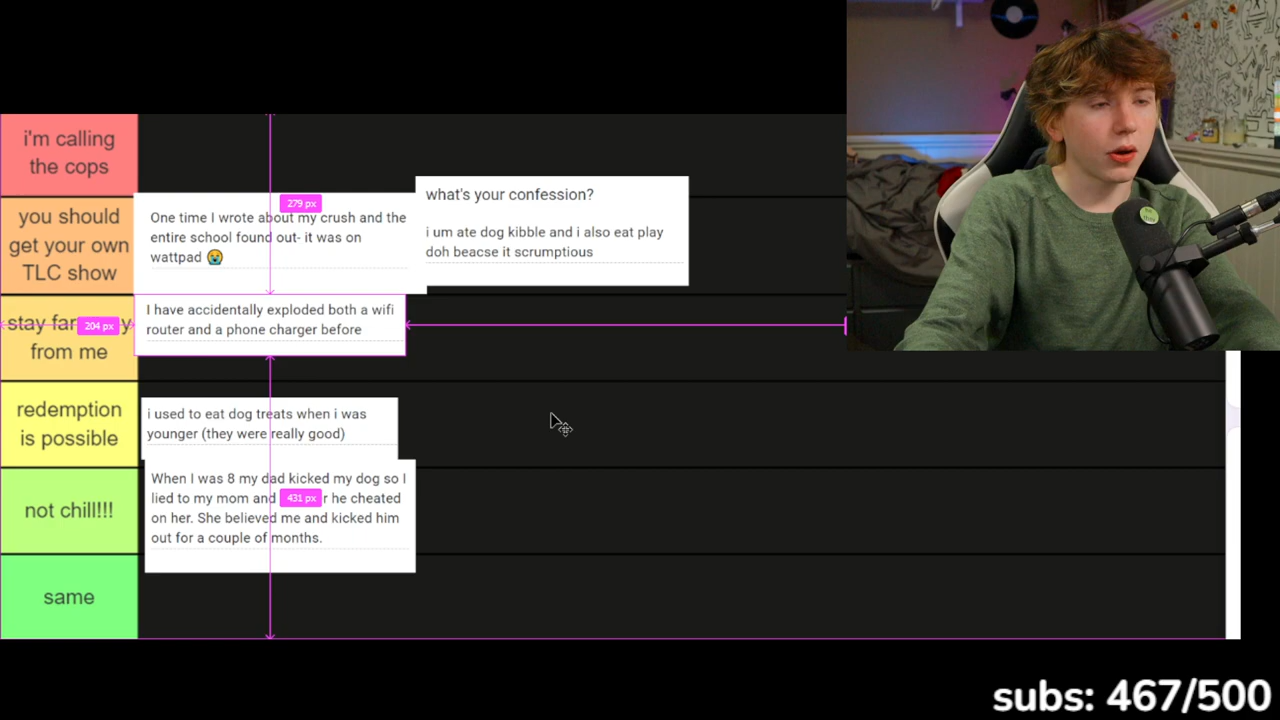 i'm calling
the cops
you should
get your own
TLC show
One time I wrote about my crush and the
entire school found out- it was on
wattpad 😭
279 px
what's your confession?
i um ate dog kibble and i also eat play
doh beacse it scrumptious
stay far y
from me
204 px
I have accidentally exploded both a wifi
router and a phone charger before
redemption
is possible
i used to eat dog treats when i was
younger (they were really good)
not chill!!!
When I was 8 my dad kicked my dog so I
lied to my mom and r he cheated
on her. She believed me and kicked him
out for a couple of months.
431 px
same
subs: 467/500